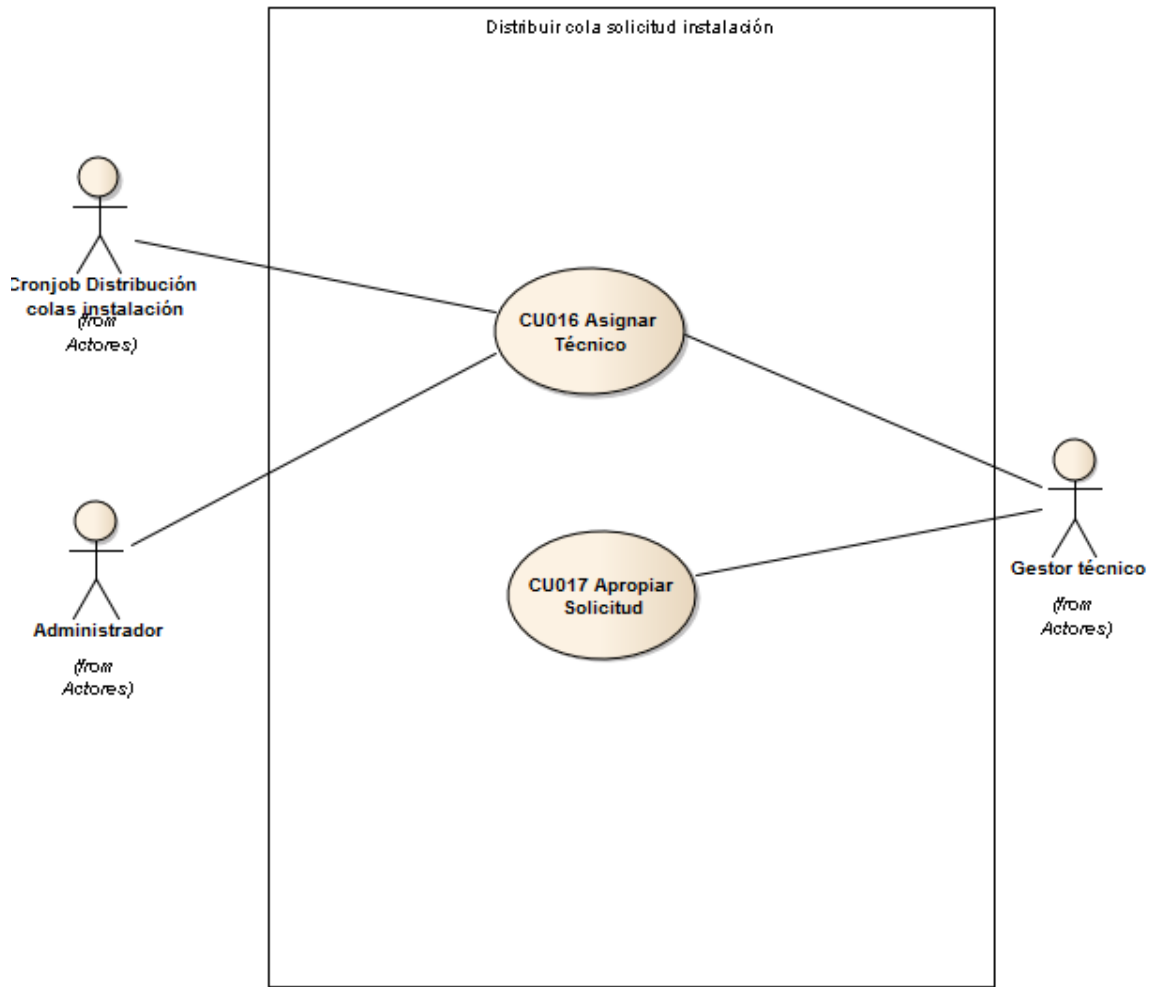 Distribuir cola solicitud instalación
Cronjob Distribución
colas instalación
(from
Actores)
CU016 Asignar
Técnico
Administrador
(from
Actores)
CU017 Apropiar
Solicitud
Gestor técnico
(from
Actores)